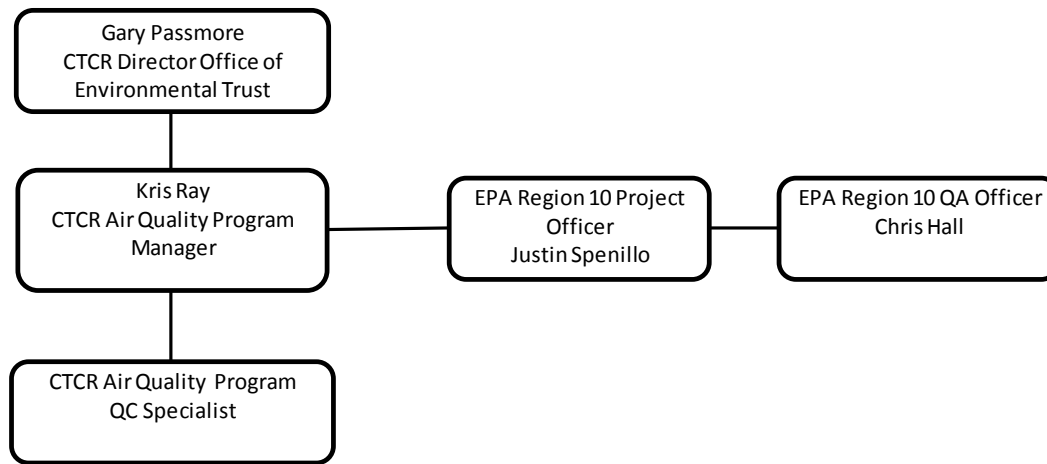 Gary Passmore
CTCR Director Office of
Environmental Trust
Kris Ray
CTCR Air Quality Program
Manager
EPA Region 10 Project
Officer
Justin Spenillo
EPA Region 10 QA Officer
Chris Hall
CTCR Air Quality Program
QC Specialist